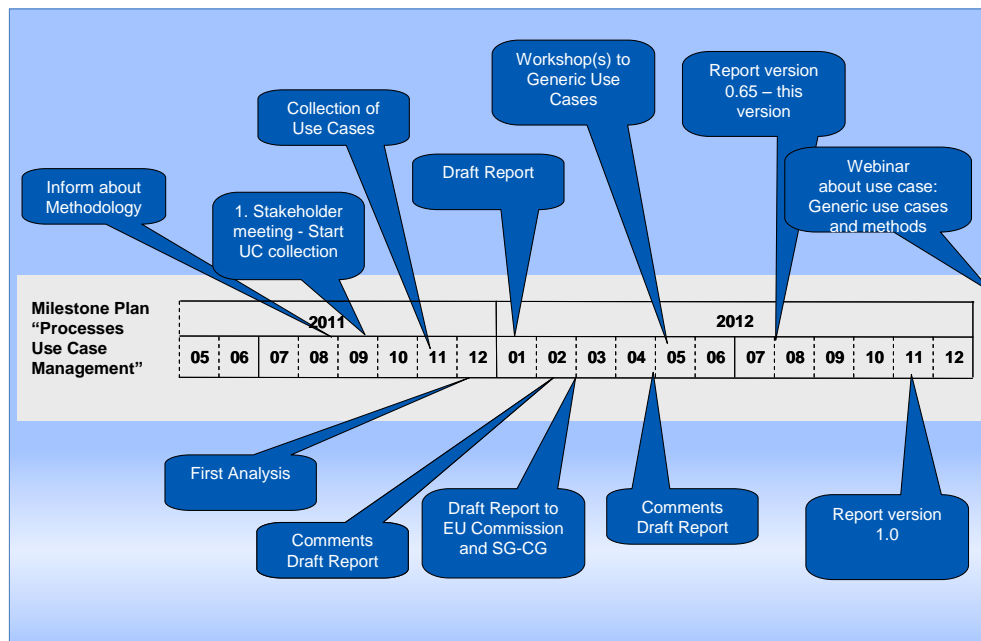 Workshop(s) to
Generic Use
Cases
Report version
0.65 – this
version
Collection of
Use Cases
Draft Report
Webinar
about use case:
Generic use cases
and methods
Inform about
Methodology
1. Stakeholder
meeting - Start
UC collection
Milestone Plan
“Processes
Use Case
Management”
2011
2012
05 06 07 08 09 10 11 12 01 02 03 04 05 06 07 08 09 10 11 12
First Analysis
Comments
Draft Report
Draft Report to
EU Commission
and SG-CG
Comments
Draft Report
Report version
1.0